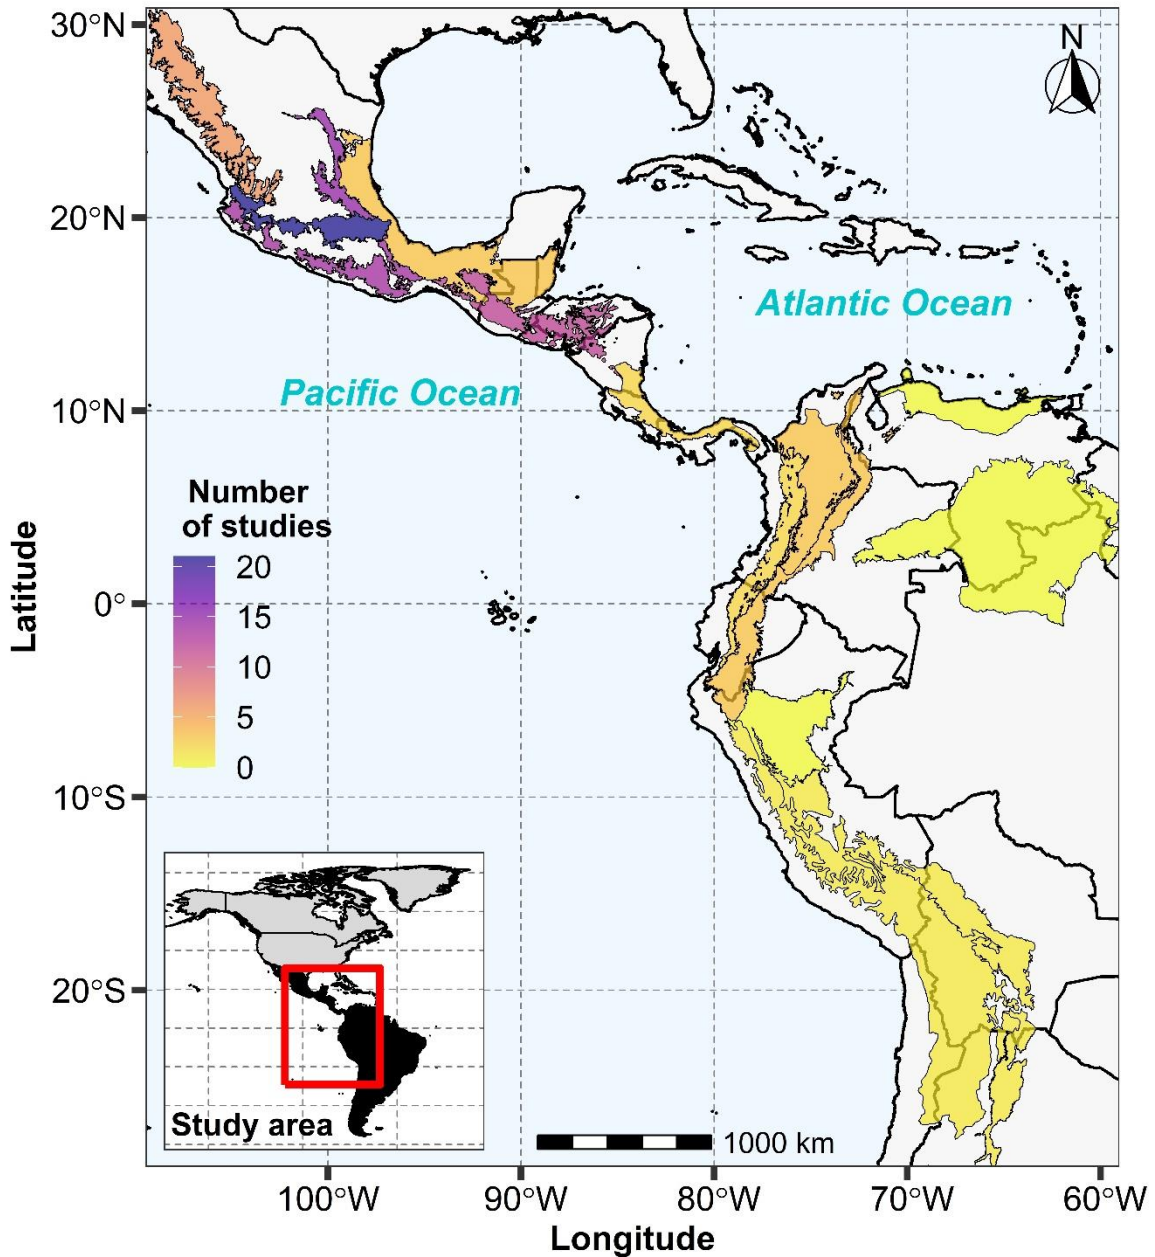 30°N
N
20°N
Atlantic Ocean
Pacific Ocean
10°N
Number
of studies
20
15
10
5
0
Latitude
0°
10°S
20°S
Study area
1000 km
100°W
90°W
80°W
70°W
60°W
Longitude